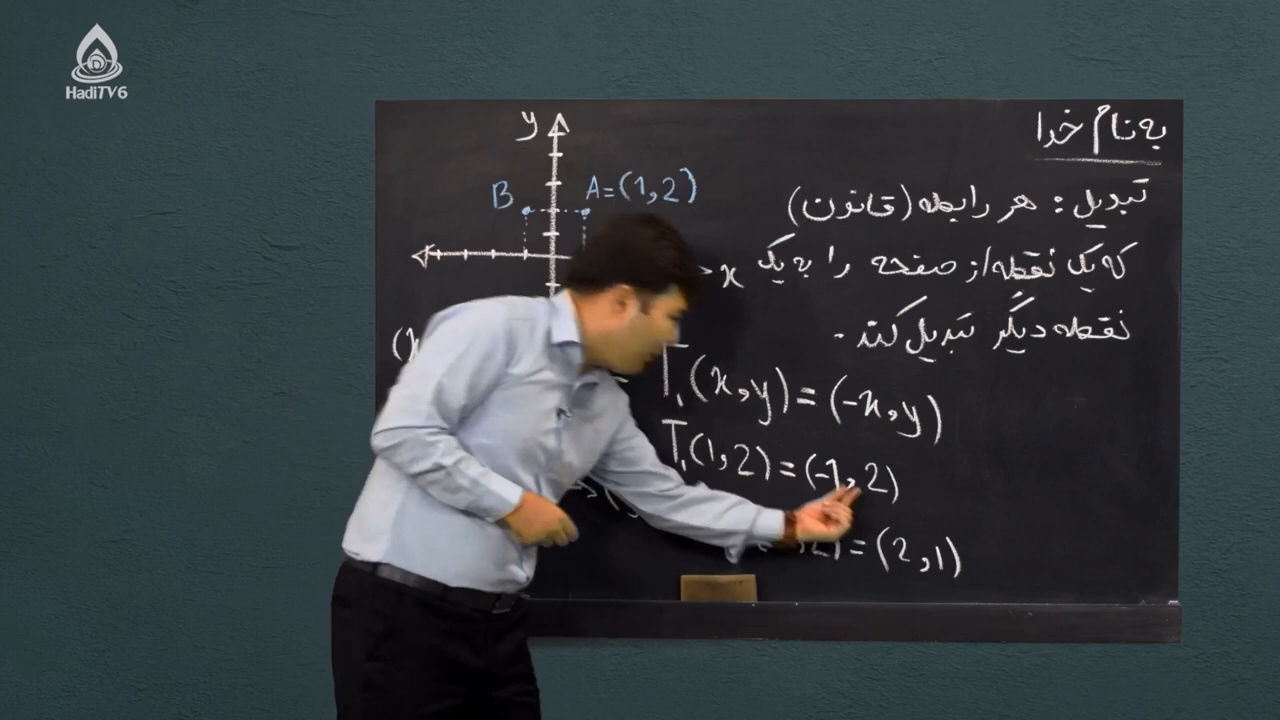 HadiTV6
به نام خدا
تبدیل : هر رابطه (قانون)
که یک نقطه از صفحه را به یک
نقطه دیگر تبدیل کند.
y
B A=(1,2)
x
T₁(x,y)=(-x,y)
T₁(1,2)=(-1,2)
=(2,1)